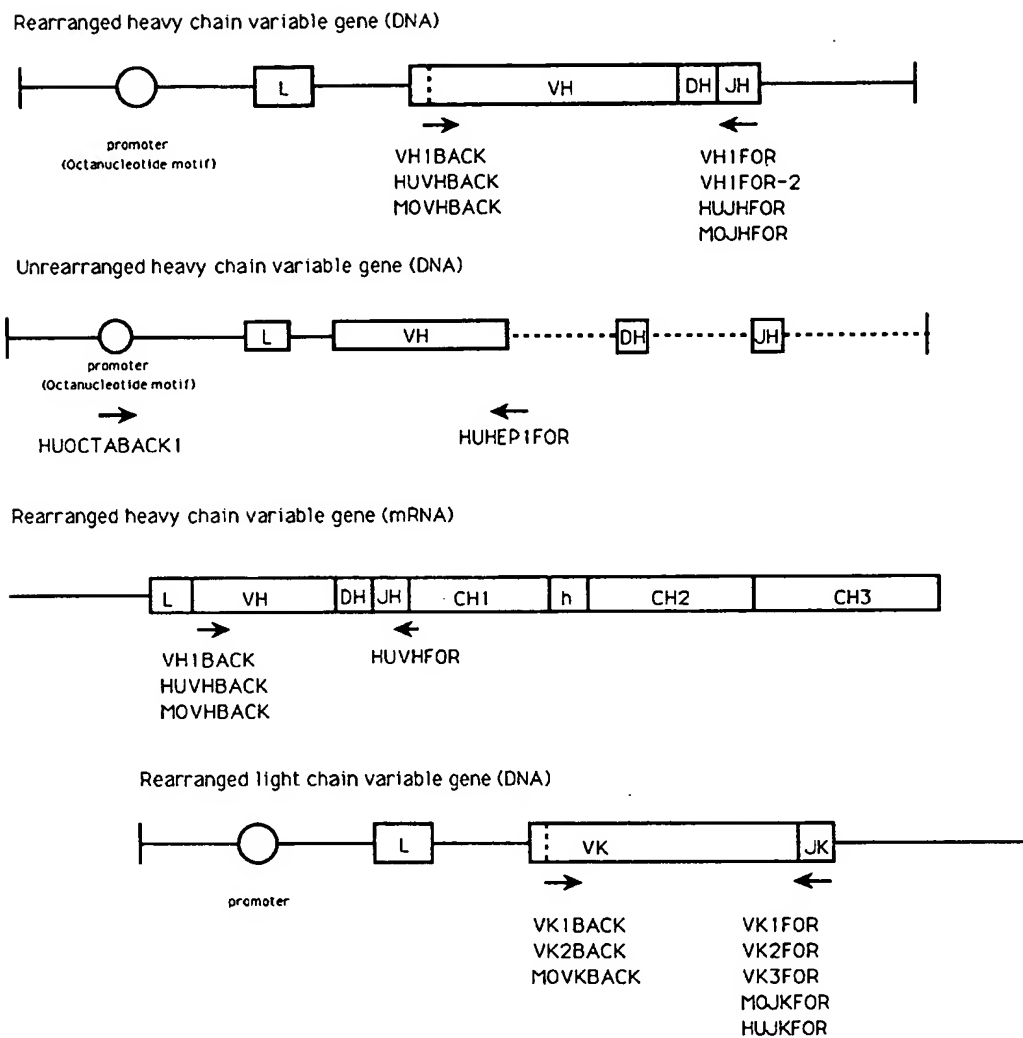 Rearranged heavy chain variable gene (DNA)
L
VH
DH
JH
promoter
(Octanucleotide motif)
VH1BACK
HUVHBACK
MOVHBACK
VH1FOR
VH1FOR-2
HUJHFOR
MOJHFOR
Unrearranged heavy chain variable gene (DNA)
L
VH
DH
JH
promoter
(Octanucleotide motif)
HUOCTABACK1
HUHEP1FOR
Rearranged heavy chain variable gene (mRNA)
L
VH
DH
JH
CH1
h
CH2
CH3
VH1BACK
HUVHBACK
MOVHBACK
HUVHFOR
Rearranged light chain variable gene (DNA)
L
VK
JK
promoter
VK1BACK
VK2BACK
MOVKBACK
VK1FOR
VK2FOR
VK3FOR
MOJKFOR
HUJKFOR